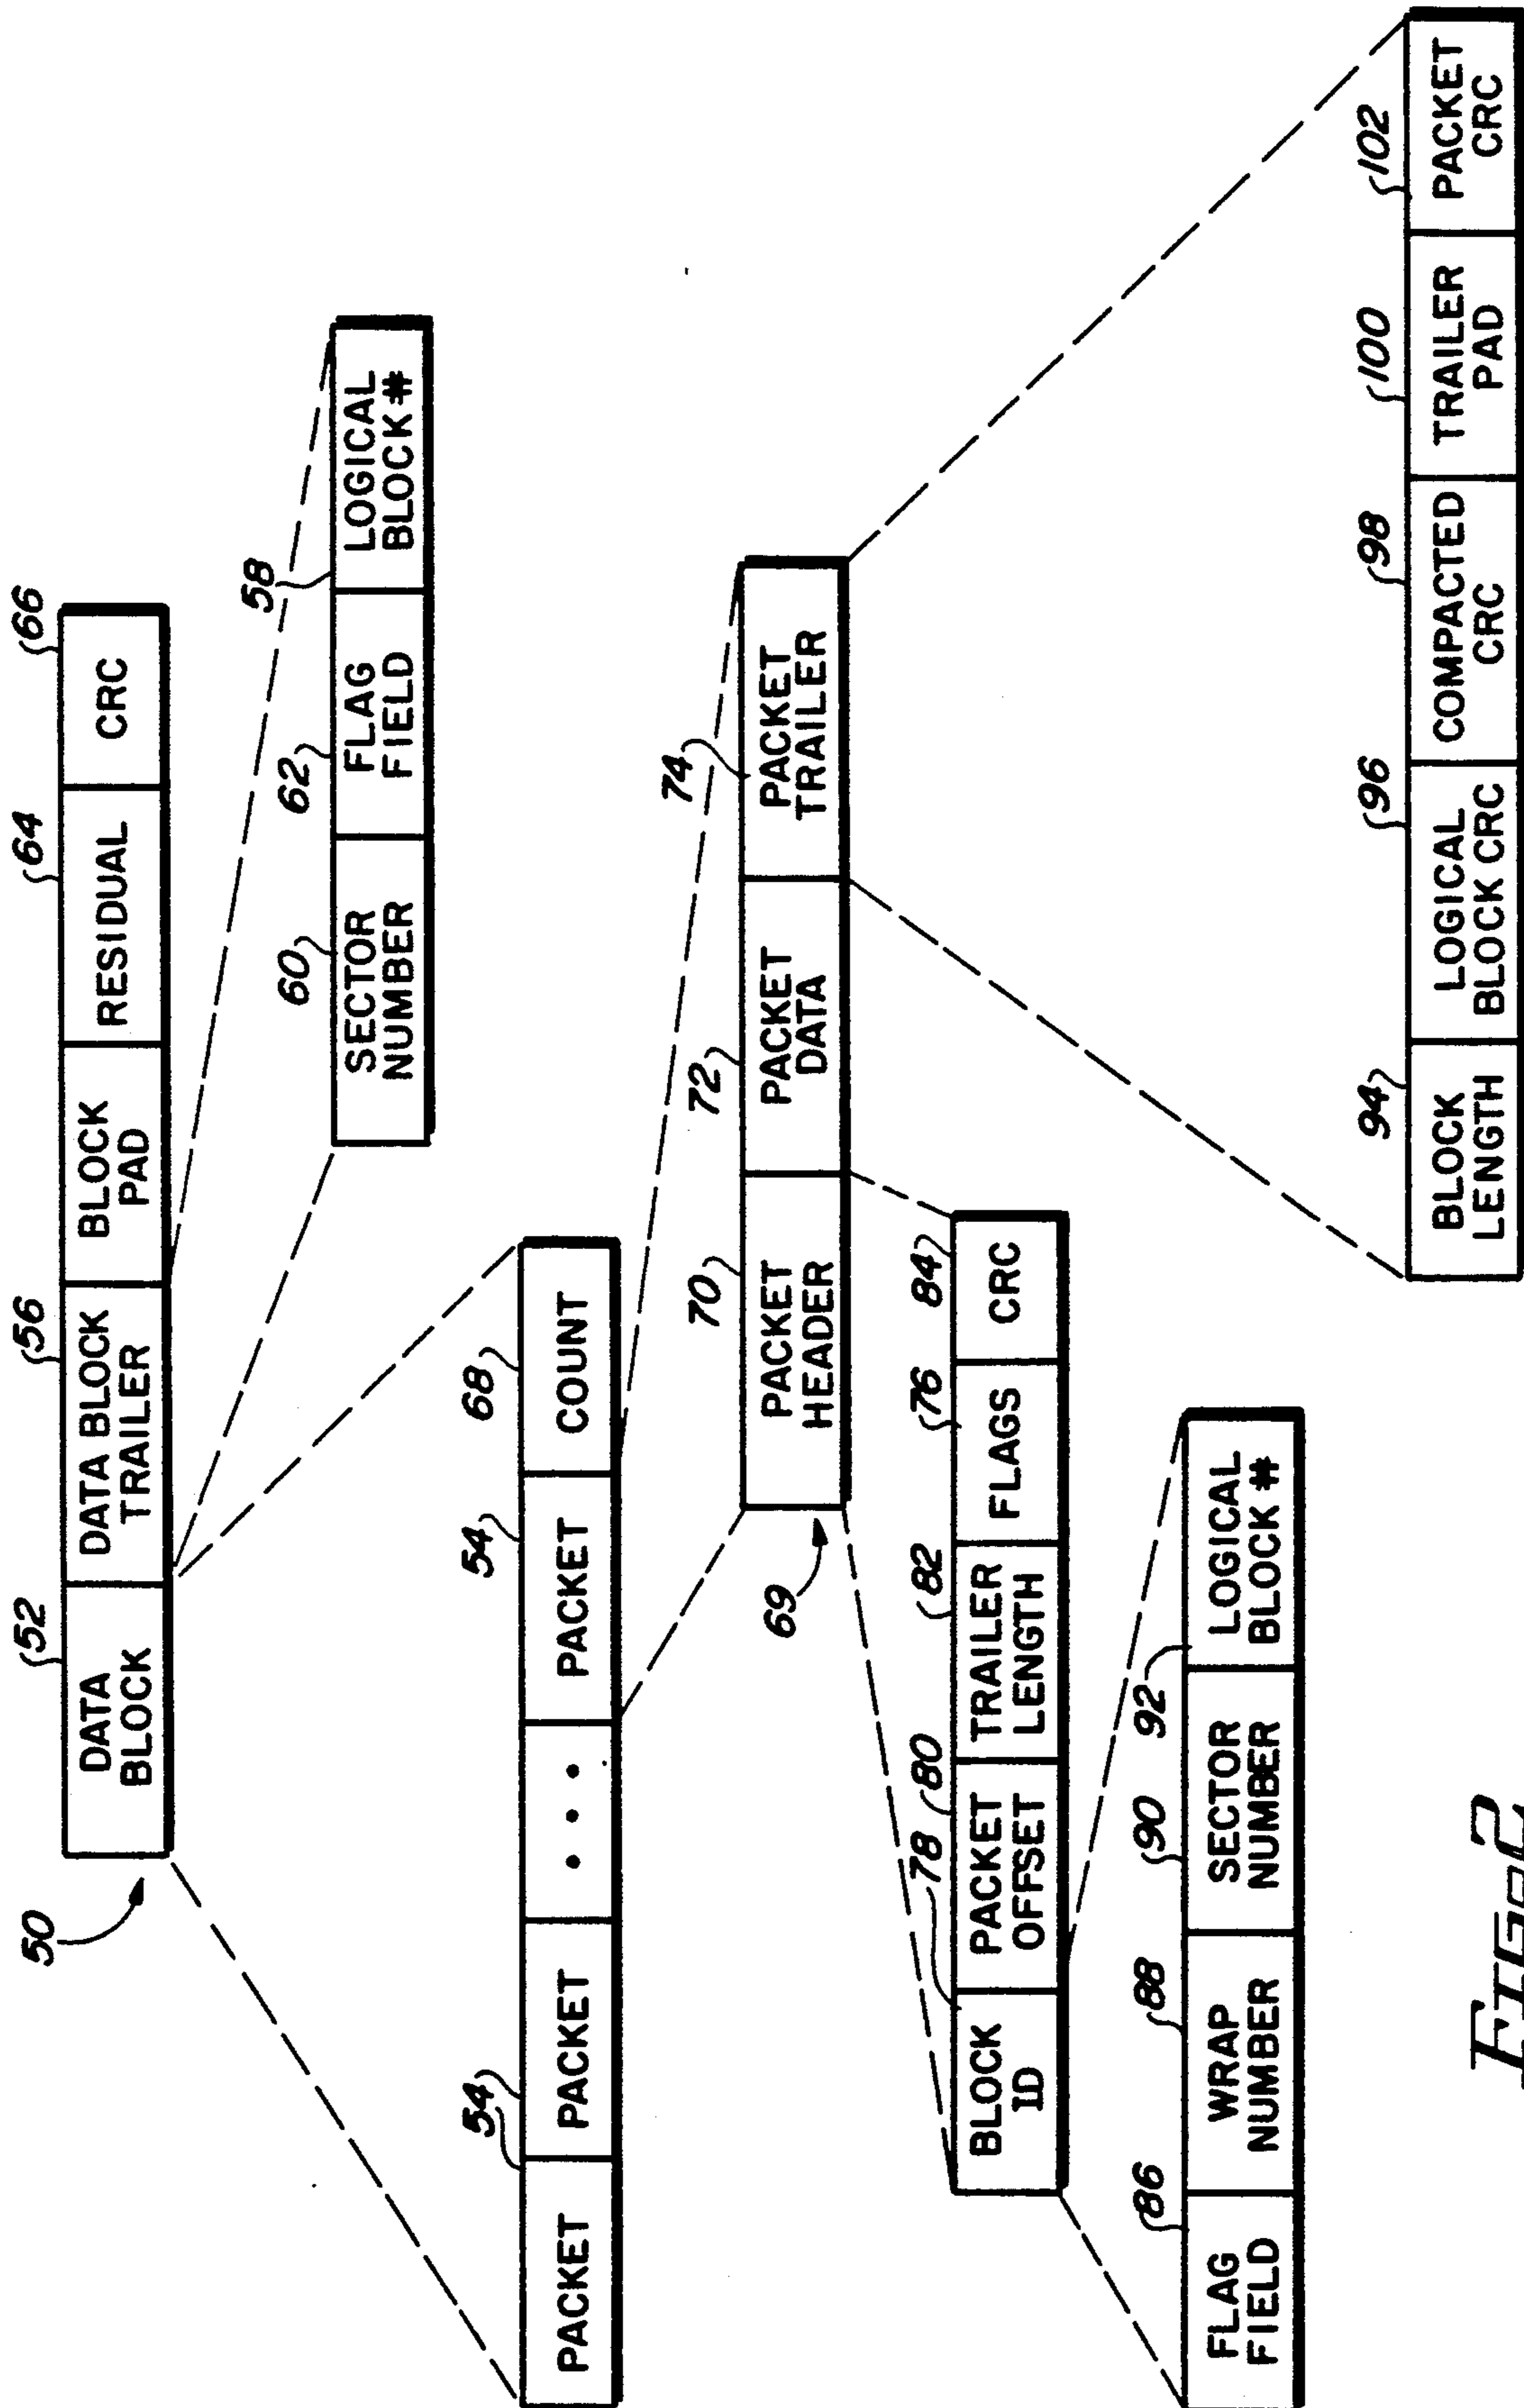 52
56
64
66
DATA
BLOCK
DATA BLOCK
TRAILER
BLOCK
PAD
RESIDUAL
CRC
50
60
62
58
SECTOR
NUMBER
FLAG
FIELD
LOGICAL
BLOCK #
54
54
68
PACKET
PACKET
• • •
PACKET
COUNT
70
72
74
PACKET
HEADER
PACKET
DATA
PACKET
TRAILER
69
78
80
82
76
84
BLOCK
ID
PACKET
OFFSET
TRAILER
LENGTH
FLAGS
CRC
86
88
90
92
FLAG
FIELD
WRAP
NUMBER
SECTOR
NUMBER
LOGICAL
BLOCK #
94
96
98
100
102
BLOCK
LENGTH
LOGICAL
BLOCK CRC
COMPACTED
CRC
TRAILER
PAD
PACKET
CRC
FIG. 2